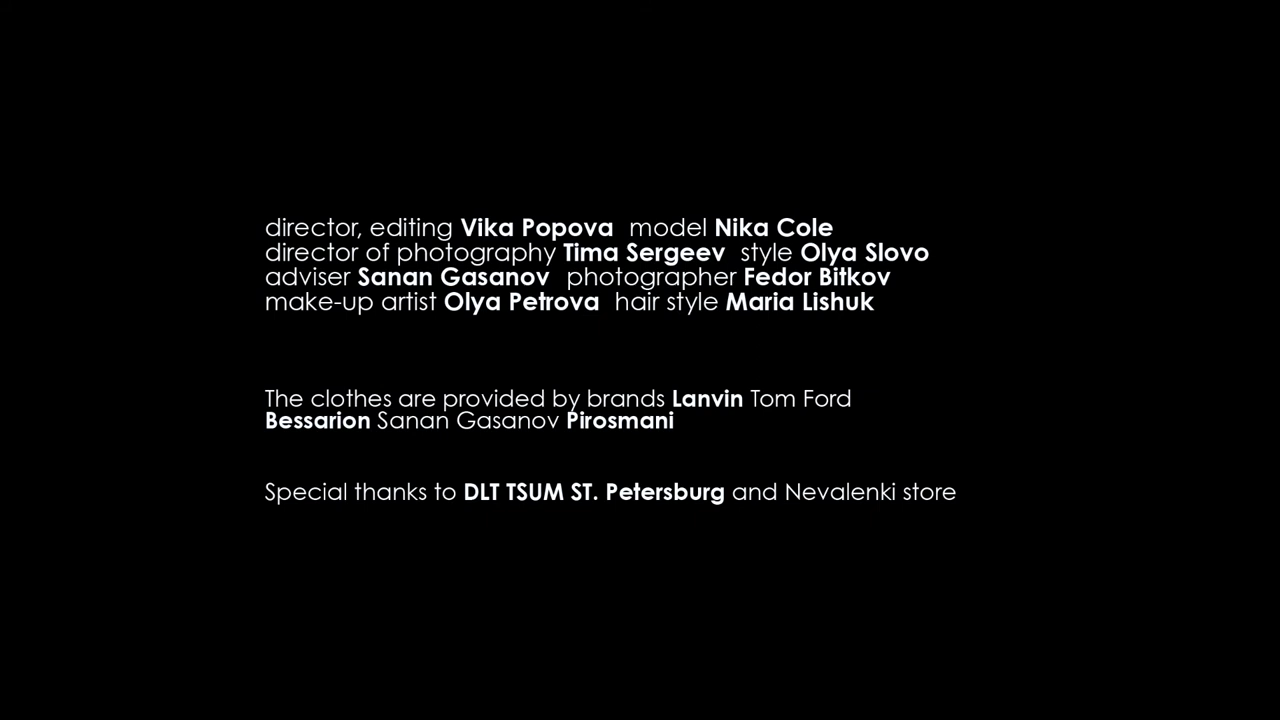 director, editing Vika Popova model Nika Cole
director of photography Tima Sergeev style Olya Slovo
adviser Sanan Gasanov photographer Fedor Bitkov
make-up artist Olya Petrova hair style Maria Lishuk
The clothes are provided by brands Lanvin Tom Ford
Bessarion Sanan Gasanov Pirosmani
Special thanks to DLT TSUM ST. Petersburg and Nevalenki store